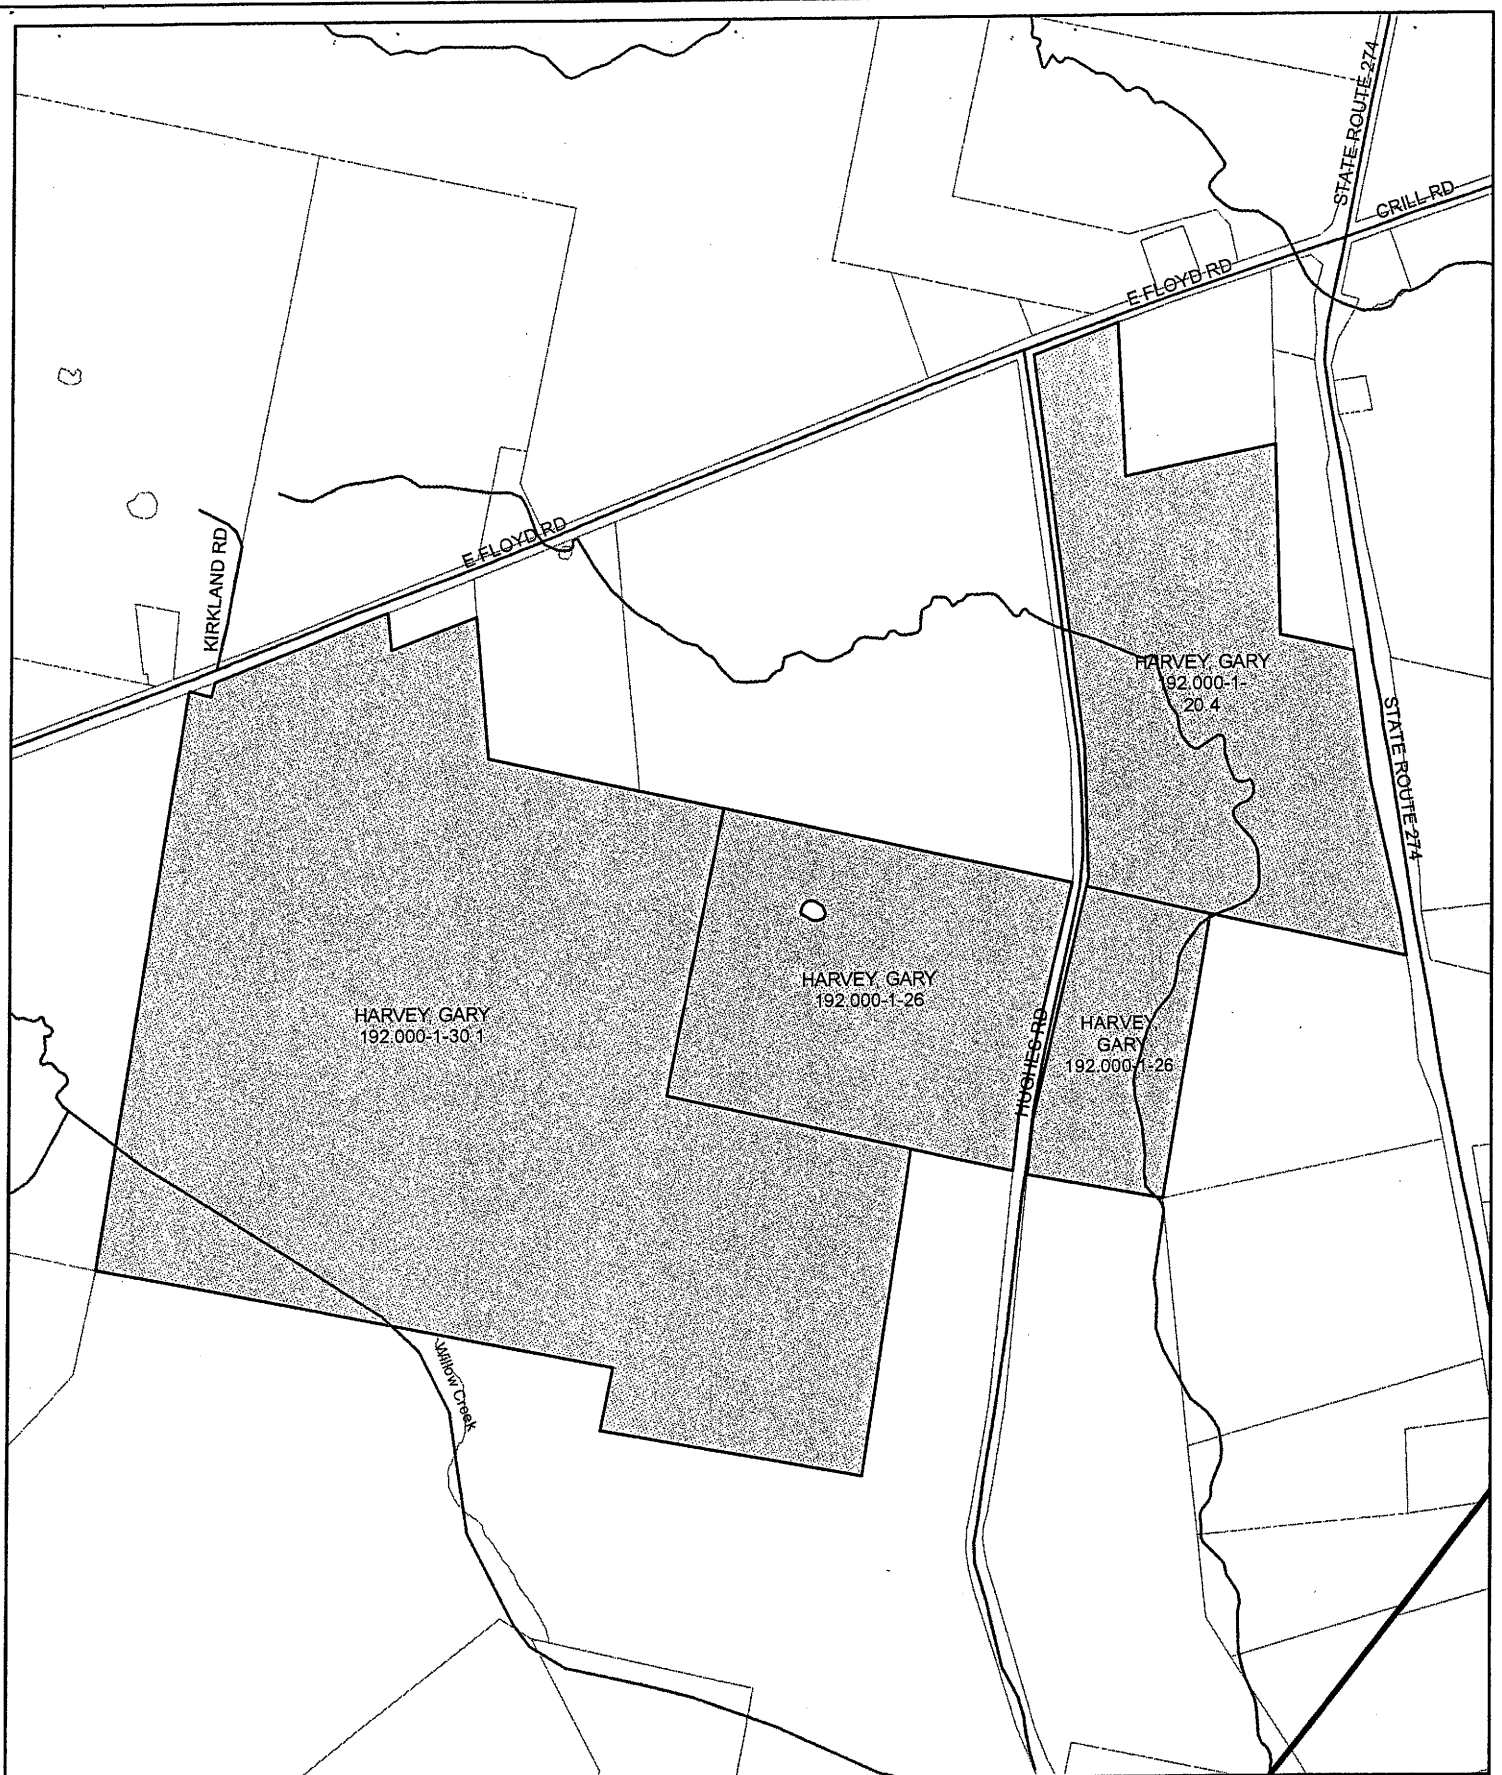 STATE ROUTE 274
GRILL RD
E FLOYD RD
E FLOYD RD
KIRKLAND RD
HARVEY, GARY
192.000-1-
20.4
STATE ROUTE 274
HARVEY, GARY
192.000-1-26
HARVEY, GARY
192.000-1-30.1
HUGHES RD
HARVEY,
GARY
192.000-1-26
Willow Creek